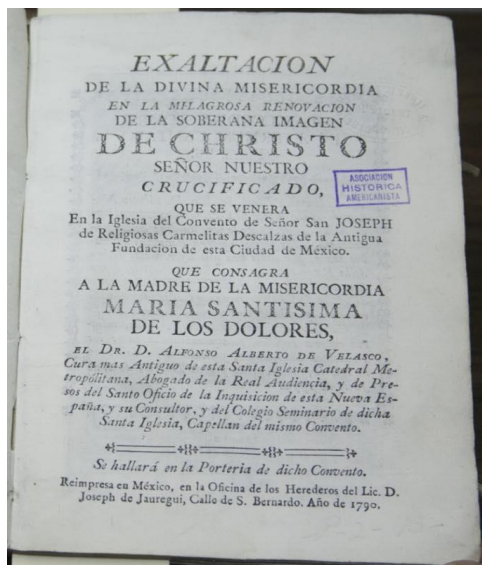 EXALTACION
DE LA DIVINA MISERICORDIA
EN LA MILAGROSA RENOVACION
DE LA SOBERANA IMAGEN
DE CHRISTO
SEÑOR NUESTRO
CRUCIFICADO,
ASOCIACION
HISTORICA
AMERICANISTA
QUE SE VENERA
En la Iglesia del Convento de Señor San JOSEPH
de Religiosas Carmelitas Descalzas de la Antigua
Fundacion de esta Ciudad de México.
QUE CONSAGRA
A LA MADRE DE LA MISERICORDIA
MARIA SANTISIMA
DE LOS DOLORES,
EL DR. D. ALFONSO ALBERTO DE VELASCO,
Cura mas Antiguo de esta Santa Iglesia Catedral Me-
tropólitana, Abogado de la Real Audiencia, y de Pre-
sos del Santo Oficio de la Inquisicion de esta Nueva Es-
paña, y su Consultor, y del Colegio Seminario de dicha
Santa Iglesia, Capellan del mismo Convento.
Se hallará en la Porteria de dicho Convento.
Reimpresa en México, en la Oficina de los Herederos del Lic. D.
Joseph de Jauregui, Calle de S. Bernardo. Año de 1790.